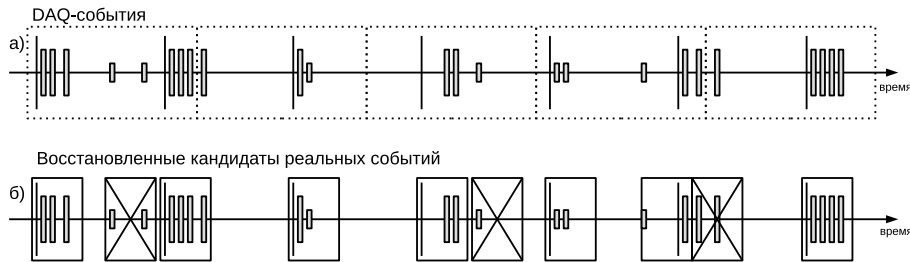 DAQ-события
а)
время
Восстановленные кандидаты реальных событий
б)
время